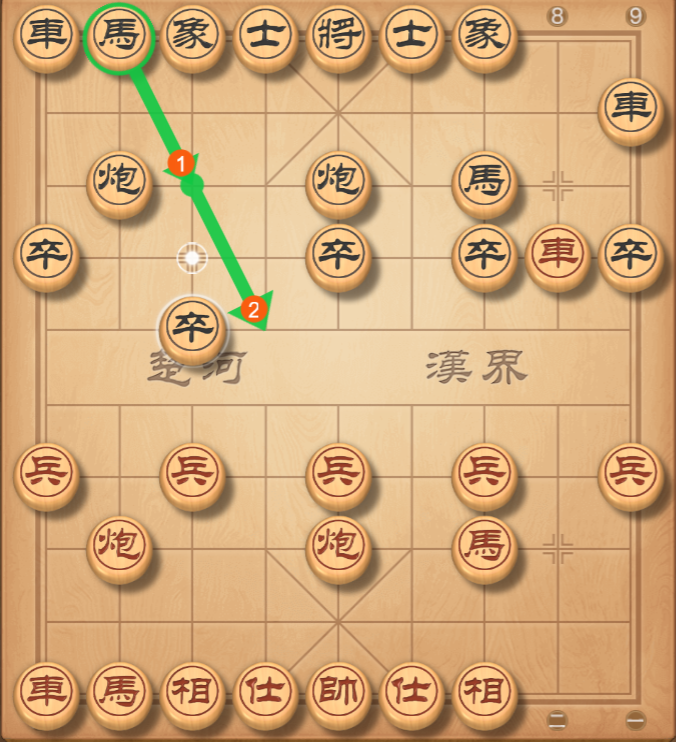 8 9
車 馬 象 士 将 士 象
車
1
炮 炮 馬
卒 卒 卒 車 卒
2
卒
楚河 漢界
兵 兵 兵 兵 兵
炮 炮 馬
車 馬 相 仕 帥 仕 相
二 一